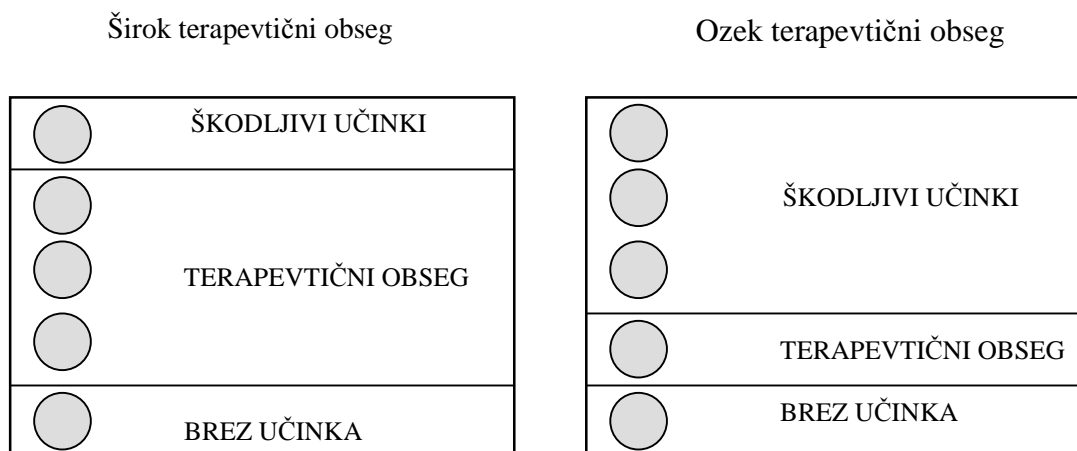 Širok terapevtični obseg
ŠKODLJIVI UČINKI
TERAPEVTIČNI OBSEG
BREZ UČINKA
Ozek terapevtični obseg
ŠKODLJIVI UČINKI
TERAPEVTIČNI OBSEG
BREZ UČINKA